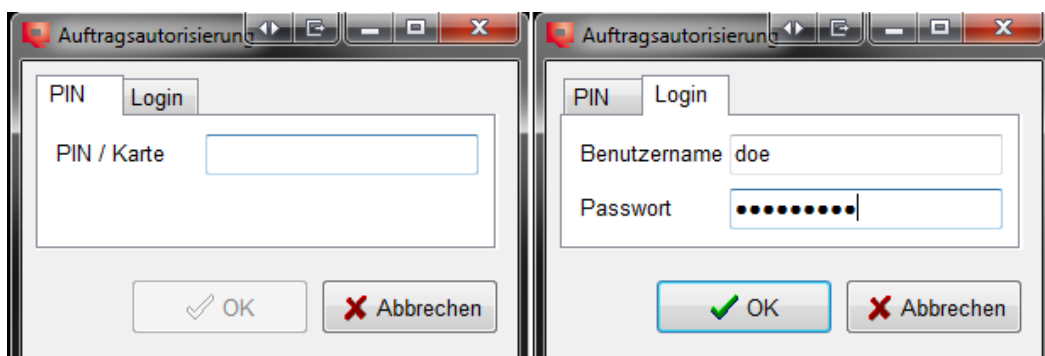 Auftragsautorisierung
PIN Login
PIN / Karte
OK Abbrechen
Auftragsautorisierung
PIN Login
Benutzername doe
Passwort ●●●●●●●●●
OK Abbrechen